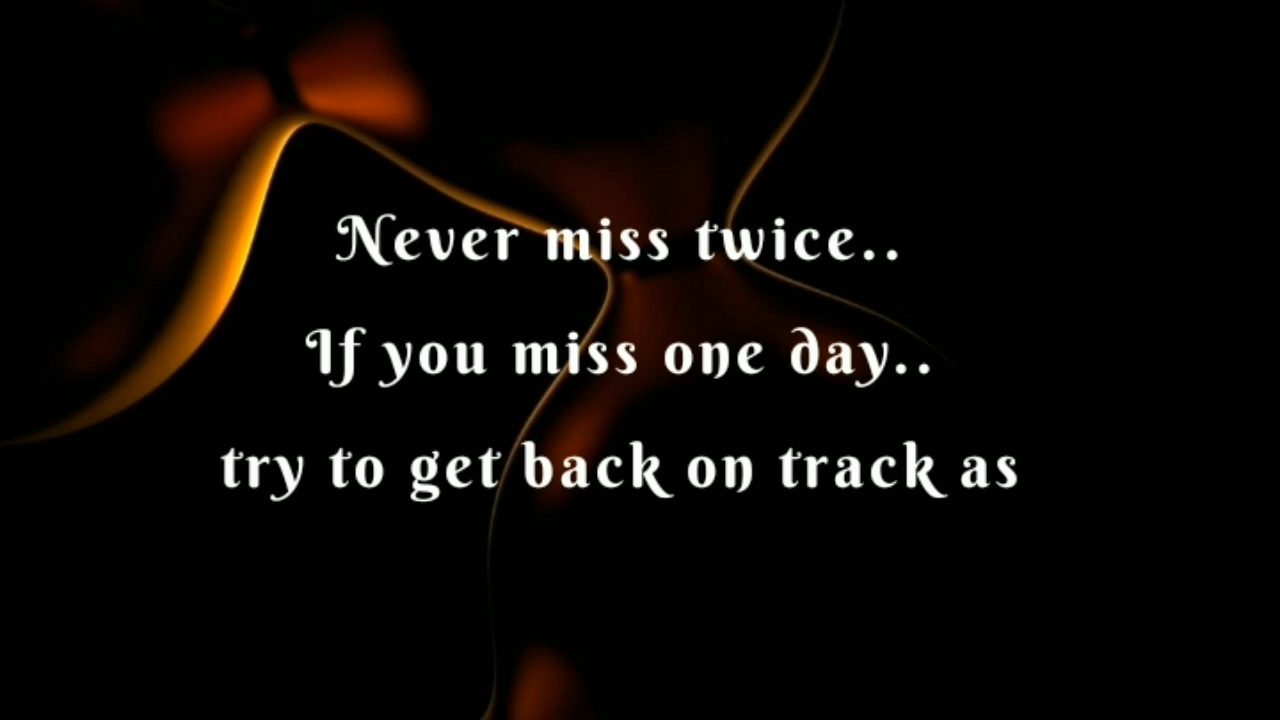 Never miss twice..
If you miss one day..
try to get back on track as